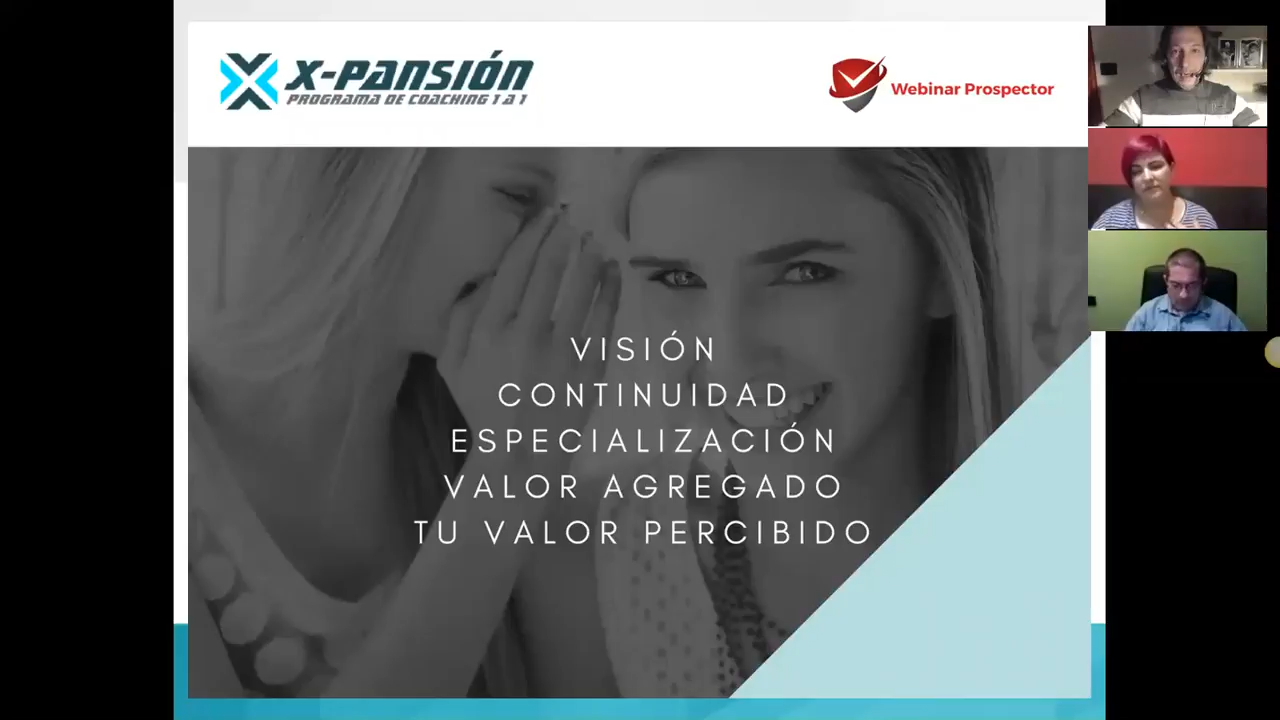 X-PANSIÓN
PROGRAMA DE COACHING 1 A 1
Webinar Prospector
VISIÓN
CONTINUIDAD
ESPECIALIZACIÓN
VALOR AGREGADO
TU VALOR PERCIBIDO